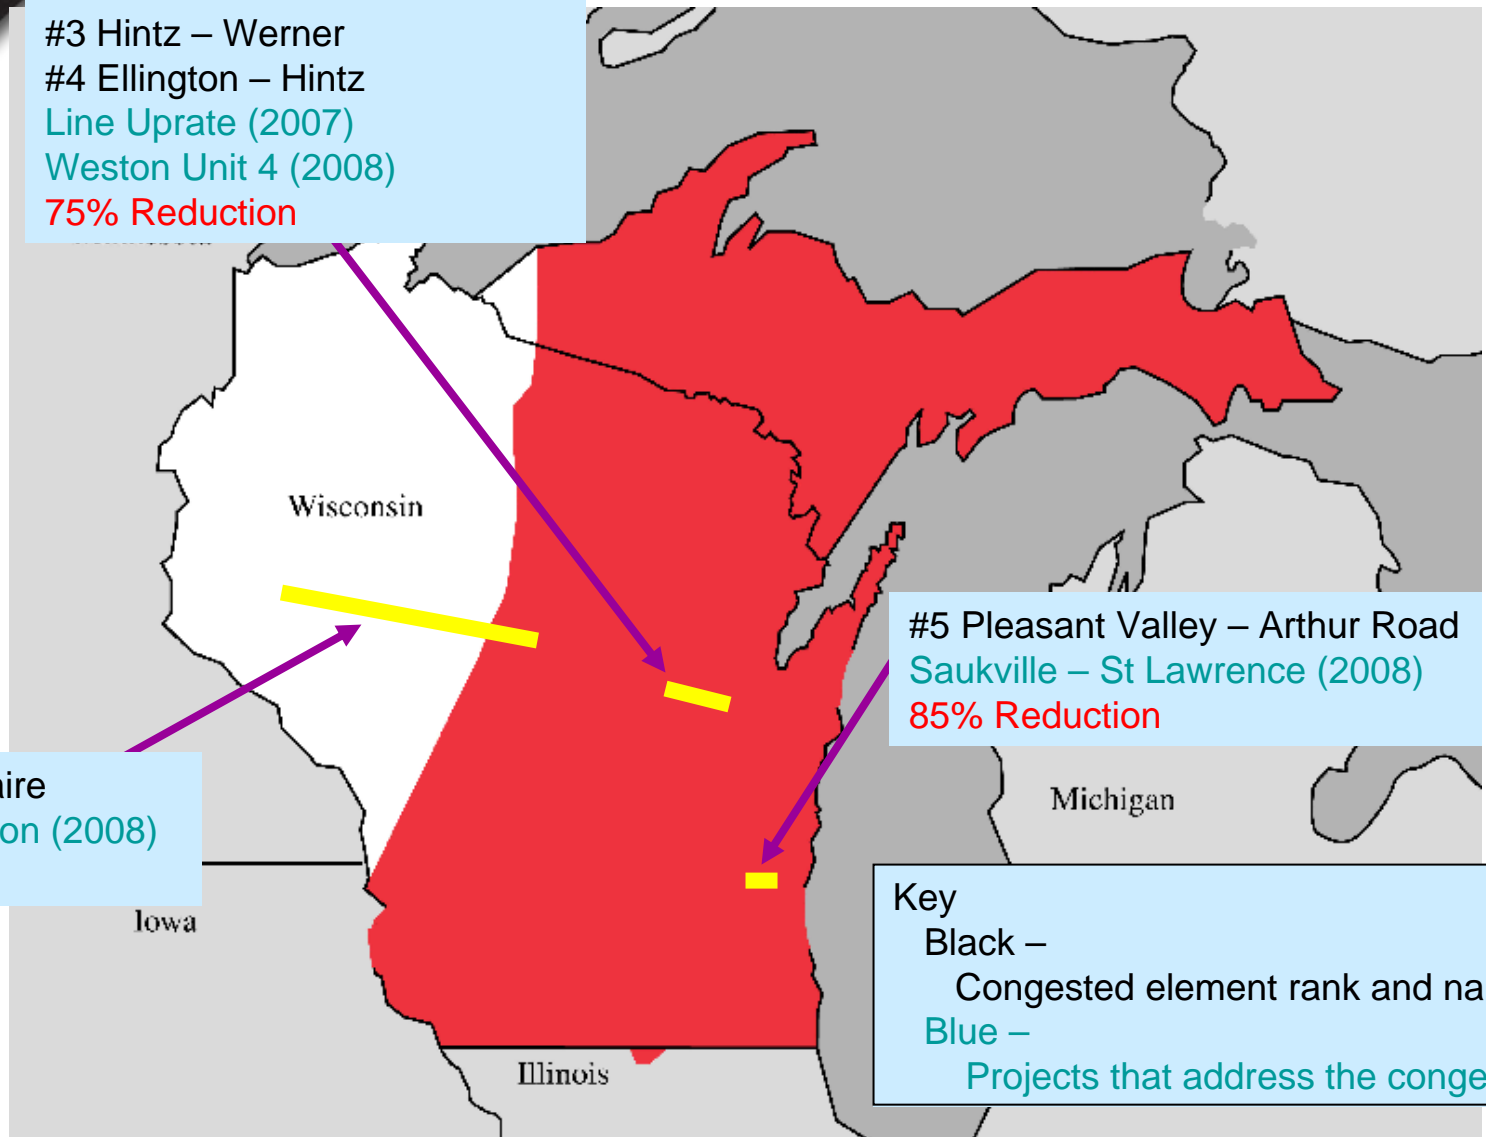 #3 Hintz – Werner
#4 Ellington – Hintz
Line Uprate (2007)
Weston Unit 4 (2008)
75% Reduction
Wisconsin
#5 Pleasant Valley – Arthur Road
Saukville – St Lawrence (2008)
85% Reduction
aire
on (2008)
Michigan
Iowa
Illinois
Key
Black –
Congested element rank and na
Blue –
Projects that address the conge